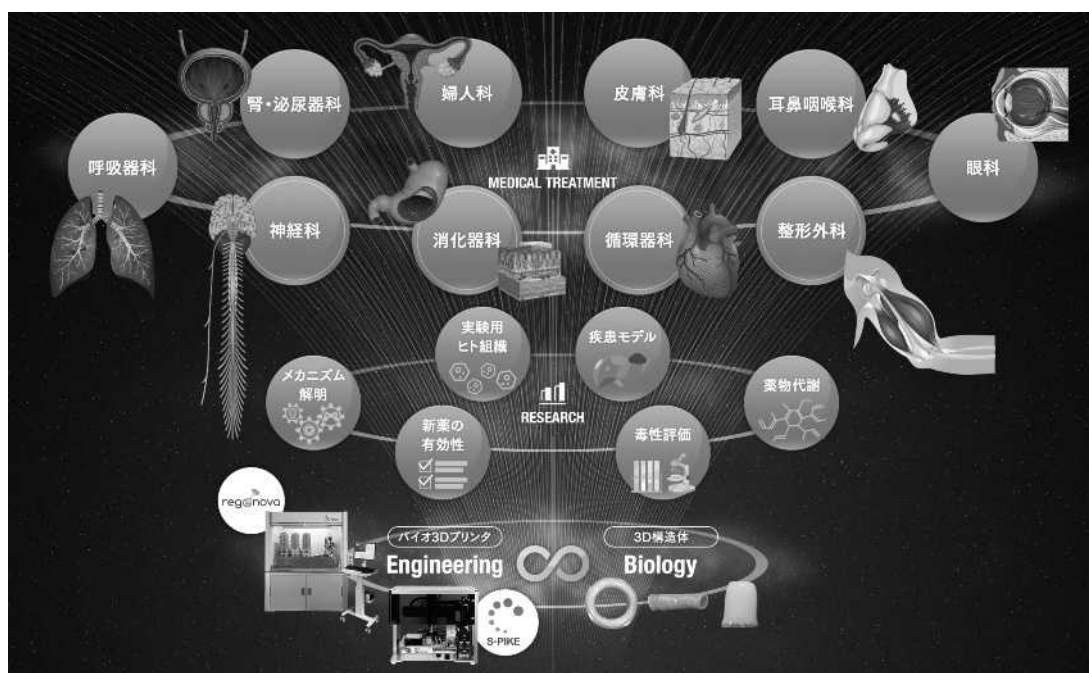 腎・泌尿器科
婦人科
皮膚科
耳鼻咽喉科
呼吸器科
眼科
MEDICAL TREATMENT
神経科
消化器科
循環器科
整形外科
実験用
ヒト組織
疾患モデル
メカニズム
解明
薬物代謝
RESEARCH
新薬の
有効性
毒性評価
regenova
バイオ3Dプリンタ
Engineering
3D構造体
Biology
S-PIKE